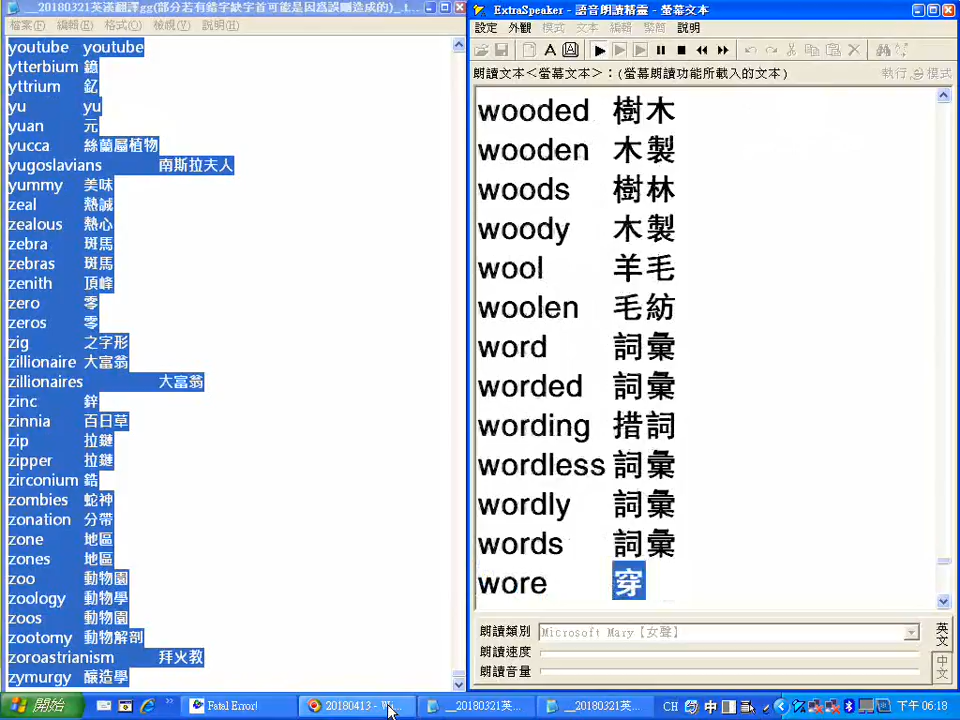 __20180321英漢翻譯gg(部分若有錯字缺字首可能是因為誤刪造成的)_t...
檔案(F) 編輯(E) 格式(O) 檢視(V) 說明(H)
youtube youtube
ytterbium 鐿
yttrium 釔
yu yu
yuan 元
yucca 絲蘭屬植物
yugoslavians 南斯拉夫人
yummy 美味
zeal 熱誠
zealous 熱心
zebra 斑馬
zebras 斑馬
zenith 頂峰
zero 零
zeros 零
zig 之字形
zillionaire 大富翁
zillionaires 大富翁
zinc 鋅
zinnia 百日草
zip 拉鏈
zipper 拉鏈
zirconium 鋯
zombies 蛇神
zonation 分帶
zone 地區
zones 地區
zoo 動物園
zoology 動物學
zoos 動物園
zootomy 動物解剖
zoroastrianism 拜火教
zymurgy 釀造學
ExtraSpeaker - 語音朗讀精靈 - 螢幕文本
設定 外觀 模式 文本 編輯 繁簡 說明
朗讀文本<螢幕文本>：(螢幕朗讀功能所載入的文本)
執行 模式
wooded 樹木
wooden 木製
woods 樹林
woody 木製
wool 羊毛
woolen 毛紡
word 詞彙
worded 詞彙
wording 措詞
wordless 詞彙
wordly 詞彙
words 詞彙
wore 穿
朗讀類別 Microsoft Mary【女聲】
朗讀速度
朗讀音量
英文
中文
開始 Fatal Error! 20180413 - W... __20180321英... __20180321英... CH 中 下午 06:18